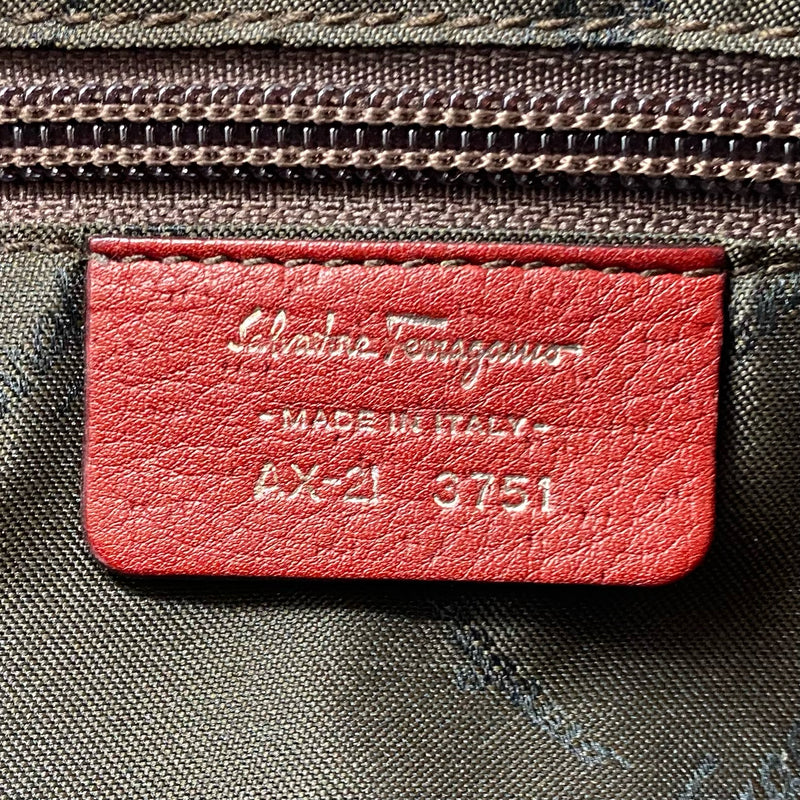 Salvatore Ferragamo
-MADE IN ITALY-
AX-21 3751